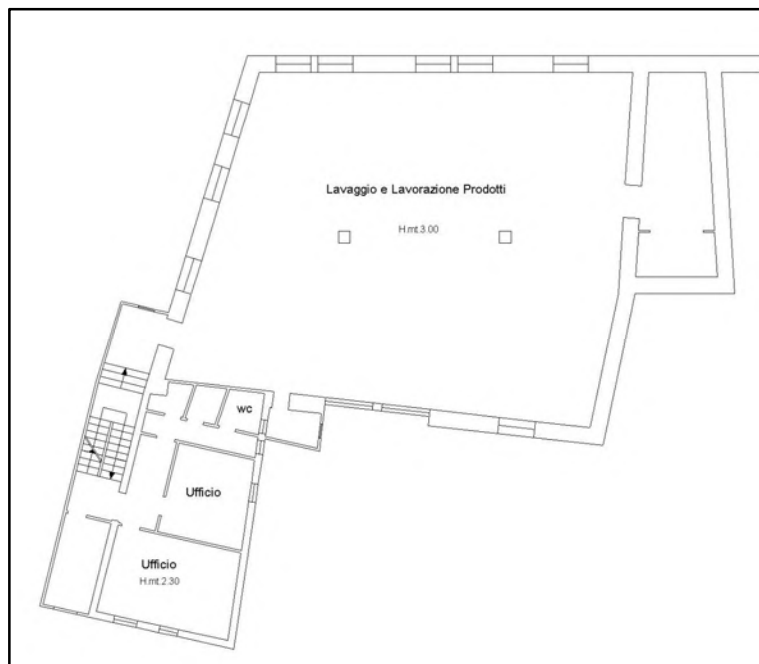 Lavaggio e Lavorazione Prodotti
H.mt.3.00
wc
Ufficio
Ufficio
H.mt.2.30